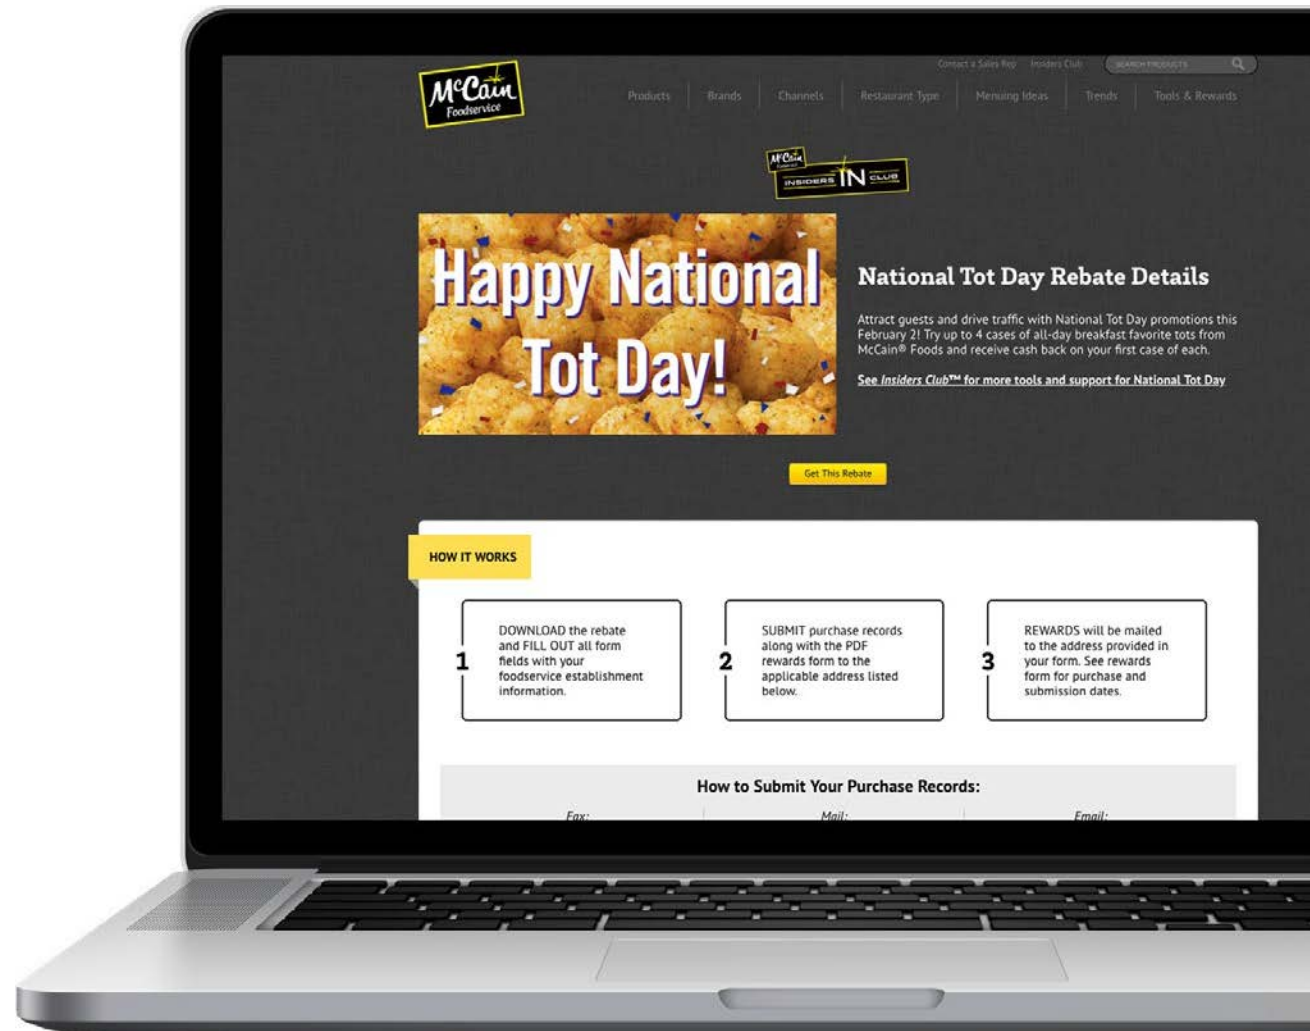 McCain
Foodservice
Contact a Sales Rep Insiders Club SEARCH PRODUCTS
Products Brands Channels Restaurant Type Menuing Ideas Trends Tools & Rewards
McCain
INSIDERS IN CLUB
Happy National
Tot Day!
National Tot Day Rebate Details
Attract guests and drive traffic with National Tot Day promotions this
February 2! Try up to 4 cases of all-day breakfast favorite tots from
McCain® Foods and receive cash back on your first case of each.
See Insiders Club™ for more tools and support for National Tot Day
Get This Rebate
HOW IT WORKS
1
DOWNLOAD the rebate
and FILL OUT all form
fields with your
foodservice establishment
information.
2
SUBMIT purchase records
along with the PDF
rewards form to the
applicable address listed
below.
3
REWARDS will be mailed
to the address provided in
your form. See rewards
form for purchase and
submission dates.
How to Submit Your Purchase Records:
Fax: Mail: Email: